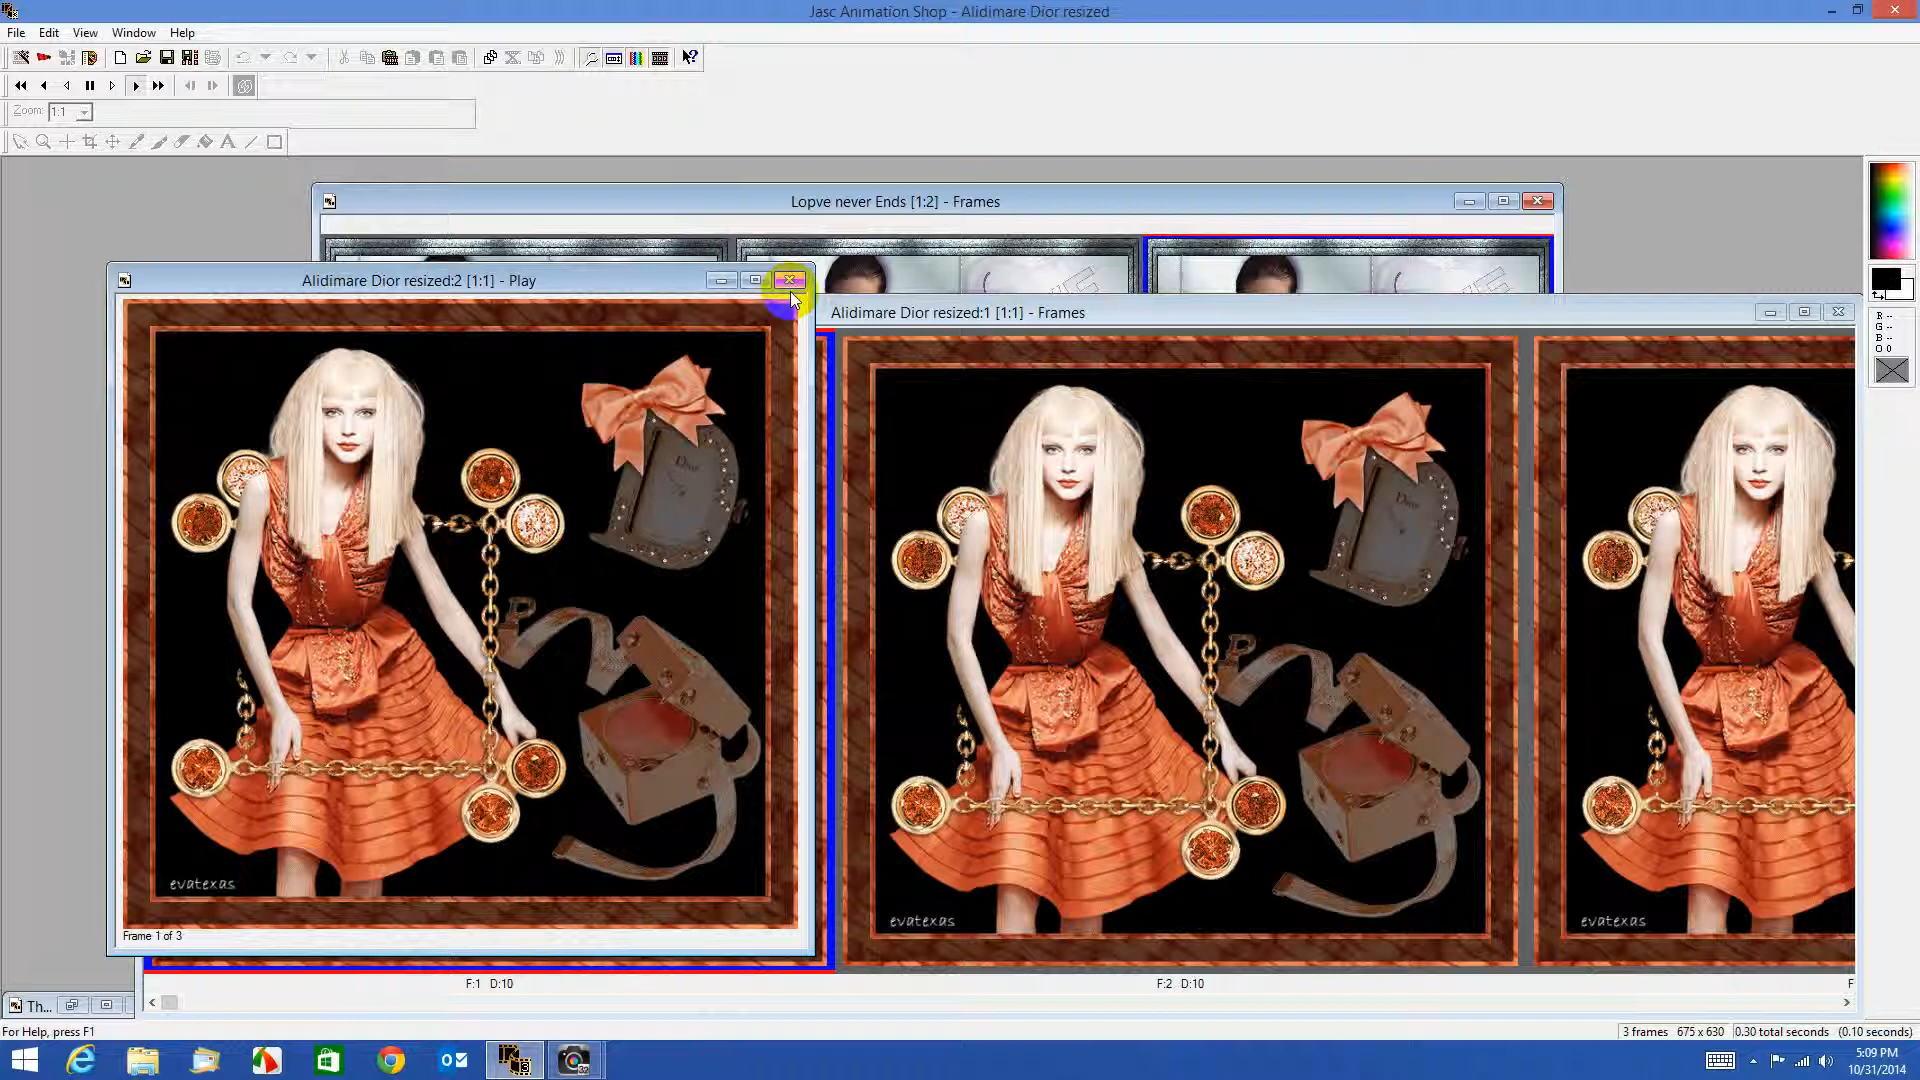 Jasc Animation Shop - Alidimare Dior resized
File Edit View Window Help
Zoom: 1:1
Lopve never Ends [1:2] - Frames
Alidimare Dior resized:2 [1:1] - Play
Alidimare Dior resized:1 [1:1] - Frames
R --
G --
B --
O 0
Dior
Dior
evatexas
evatexas
evatexas
Frame 1 of 3
F:1 D:10
F:2 D:10
F
Th...
For Help, press F1
3 frames 675 x 630 0.30 total seconds (0.10 seconds)
5:09 PM
10/31/2014